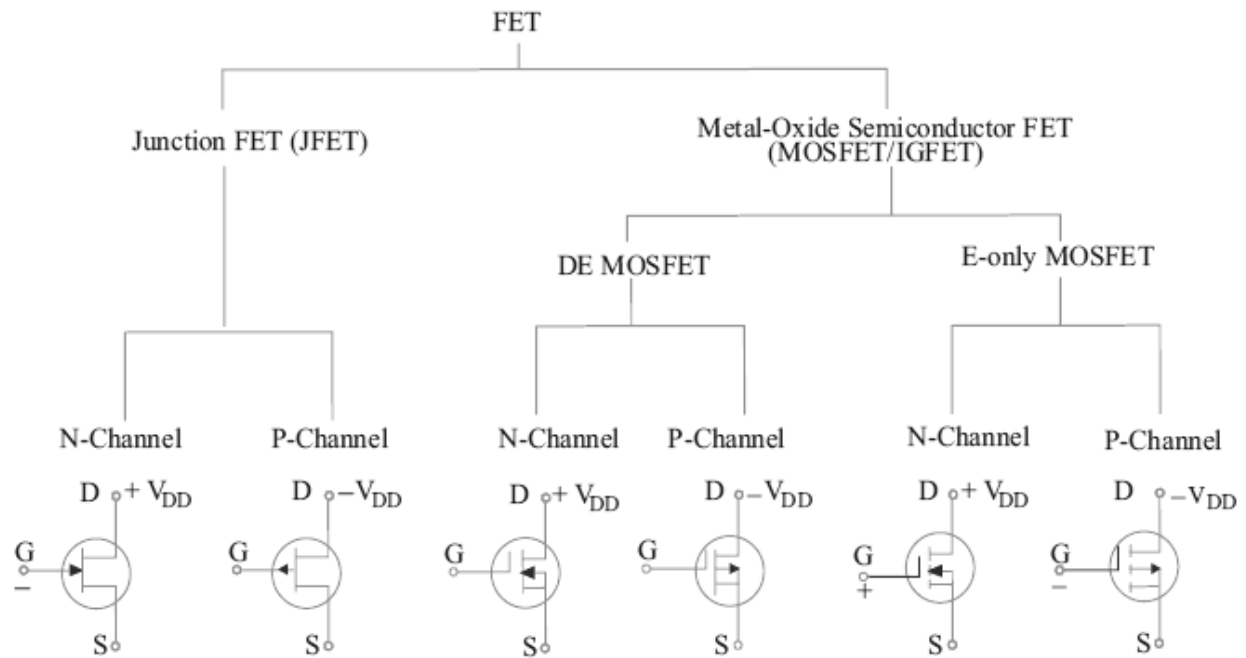 FET
Junction FET (JFET)
Metal-Oxide Semiconductor FET
(MOSFET/IGFET)
DE MOSFET
E-only MOSFET
N-Channel
P-Channel
N-Channel
P-Channel
N-Channel
P-Channel
D + VDD
D −VDD
D + VDD
D −VDD
D + VDD
D −VDD
G
−
G
G
G
G
+
G
−
S
S
S
S
S
S